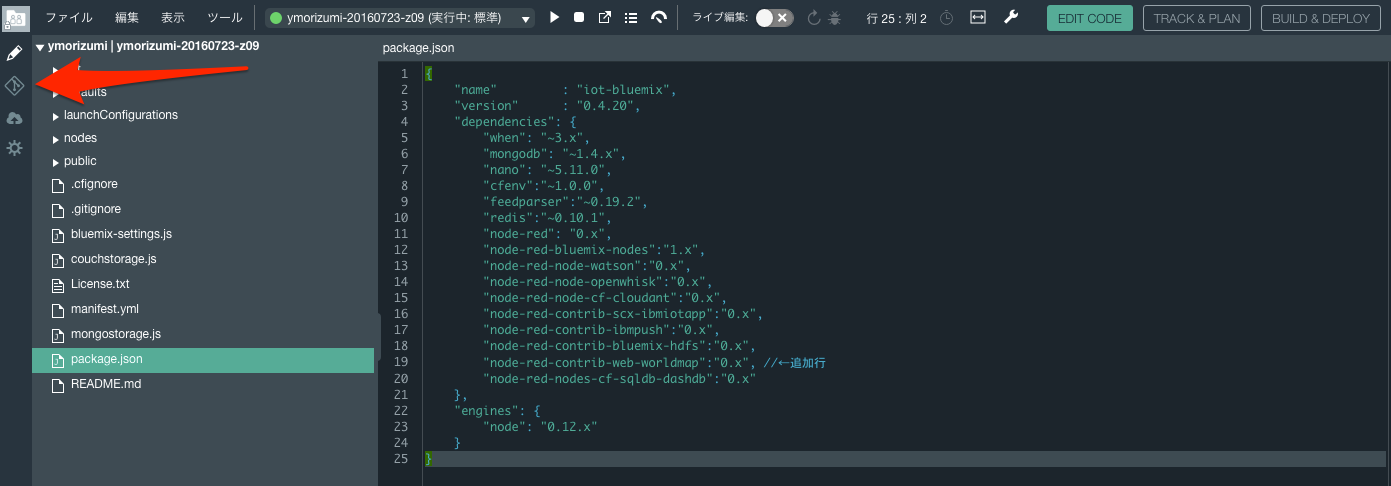 ファイル 編集 表示 ツール ymorizumi-20160723-z09 (実行中: 標準) ライブ編集: 行 25 : 列 2 EDIT CODE TRACK & PLAN BUILD & DEPLOY
ymorizumi | ymorizumi-20160723-z09
launchConfigurations
nodes
public
.cfignore
.gitignore
bluemix-settings.js
couchstorage.js
License.txt
manifest.yml
mongostorage.js
package.json
README.md
package.json
1 {
2 "name" : "iot-bluemix",
3 "version" : "0.4.20",
4 "dependencies": {
5 "when": "~3.x",
6 "mongodb": "~1.4.x",
7 "nano": "~5.11.0",
8 "cfenv":"~1.0.0",
9 "feedparser":"~0.19.2",
10 "redis":"~0.10.1",
11 "node-red": "0.x",
12 "node-red-bluemix-nodes":"1.x",
13 "node-red-node-watson":"0.x",
14 "node-red-node-openwhisk":"0.x",
15 "node-red-node-cf-cloudant":"0.x",
16 "node-red-contrib-scx-ibmiotapp":"0.x",
17 "node-red-contrib-ibmpush":"0.x",
18 "node-red-contrib-bluemix-hdfs":"0.x",
19 "node-red-contrib-web-worldmap":"0.x", //←追加行
20 "node-red-nodes-cf-sqldb-dashdb":"0.x"
21 },
22 "engines": {
23 "node": "0.12.x"
24 }
25 }